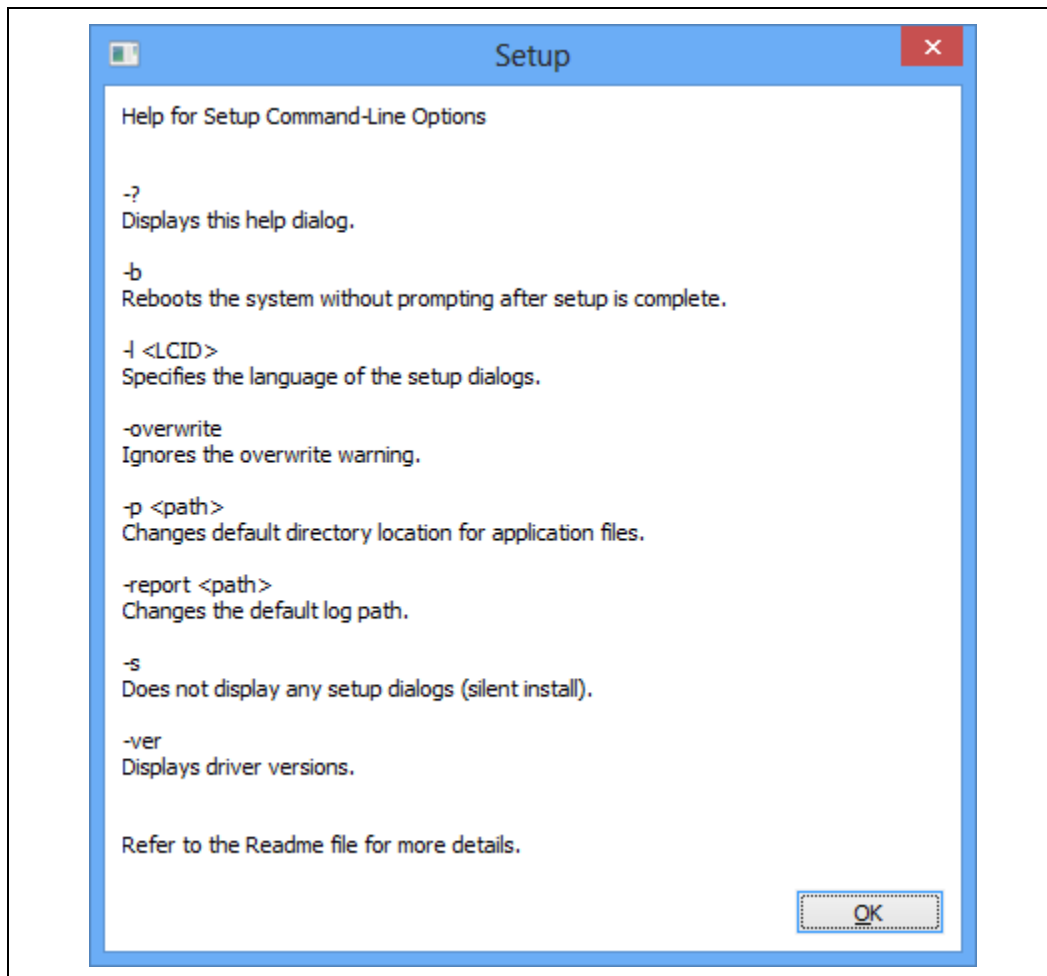 Setup
Help for Setup Command-Line Options
-?
Displays this help dialog.
-b
Reboots the system without prompting after setup is complete.
-l <LCID>
Specifies the language of the setup dialogs.
-overwrite
Ignores the overwrite warning.
-p <path>
Changes default directory location for application files.
-report <path>
Changes the default log path.
-s
Does not display any setup dialogs (silent install).
-ver
Displays driver versions.
Refer to the Readme file for more details.
OK